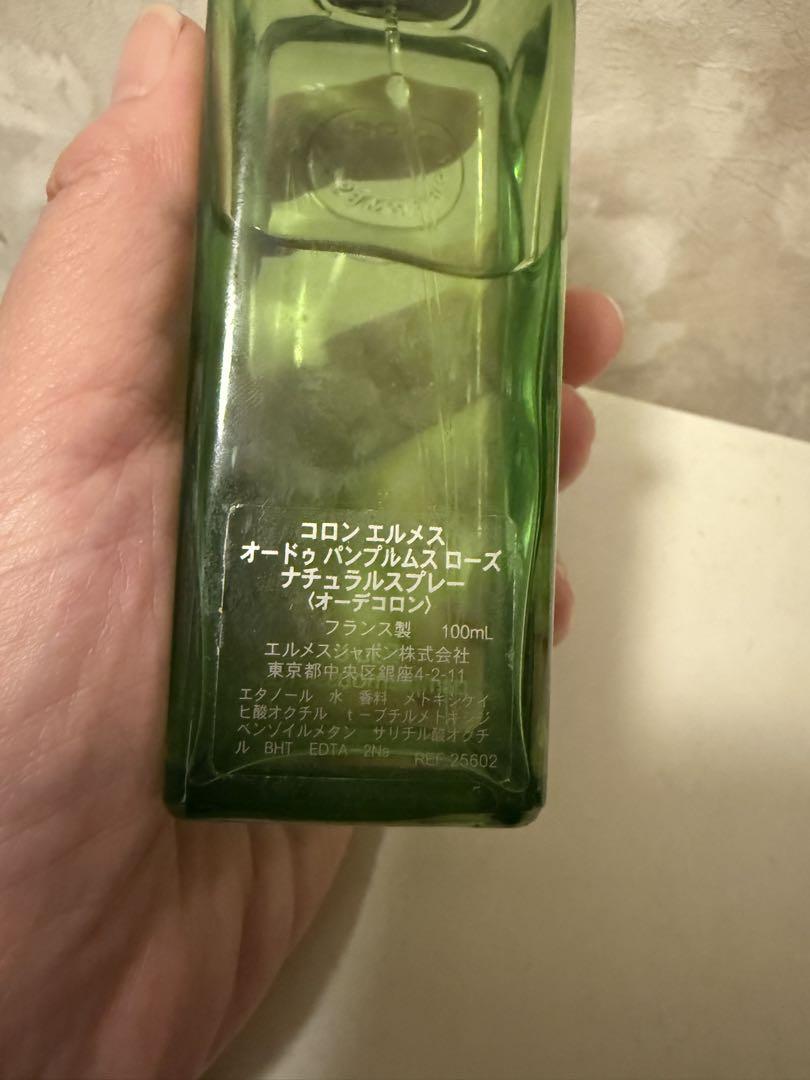 コロン エルメス
オードゥ パンプルムス ローズ
ナチュラルスプレー
〈オーデコロン〉
フランス製 100mL
エルメスジャポン株式会社
東京都中央区銀座4-2-11
エタノール 水 香料 メトキシケイ
ヒ酸オクチル t-ブチルメトキシジ
ベンゾイルメタン サリチル酸オクチ
ル BHT EDTA-2Na REF 25602